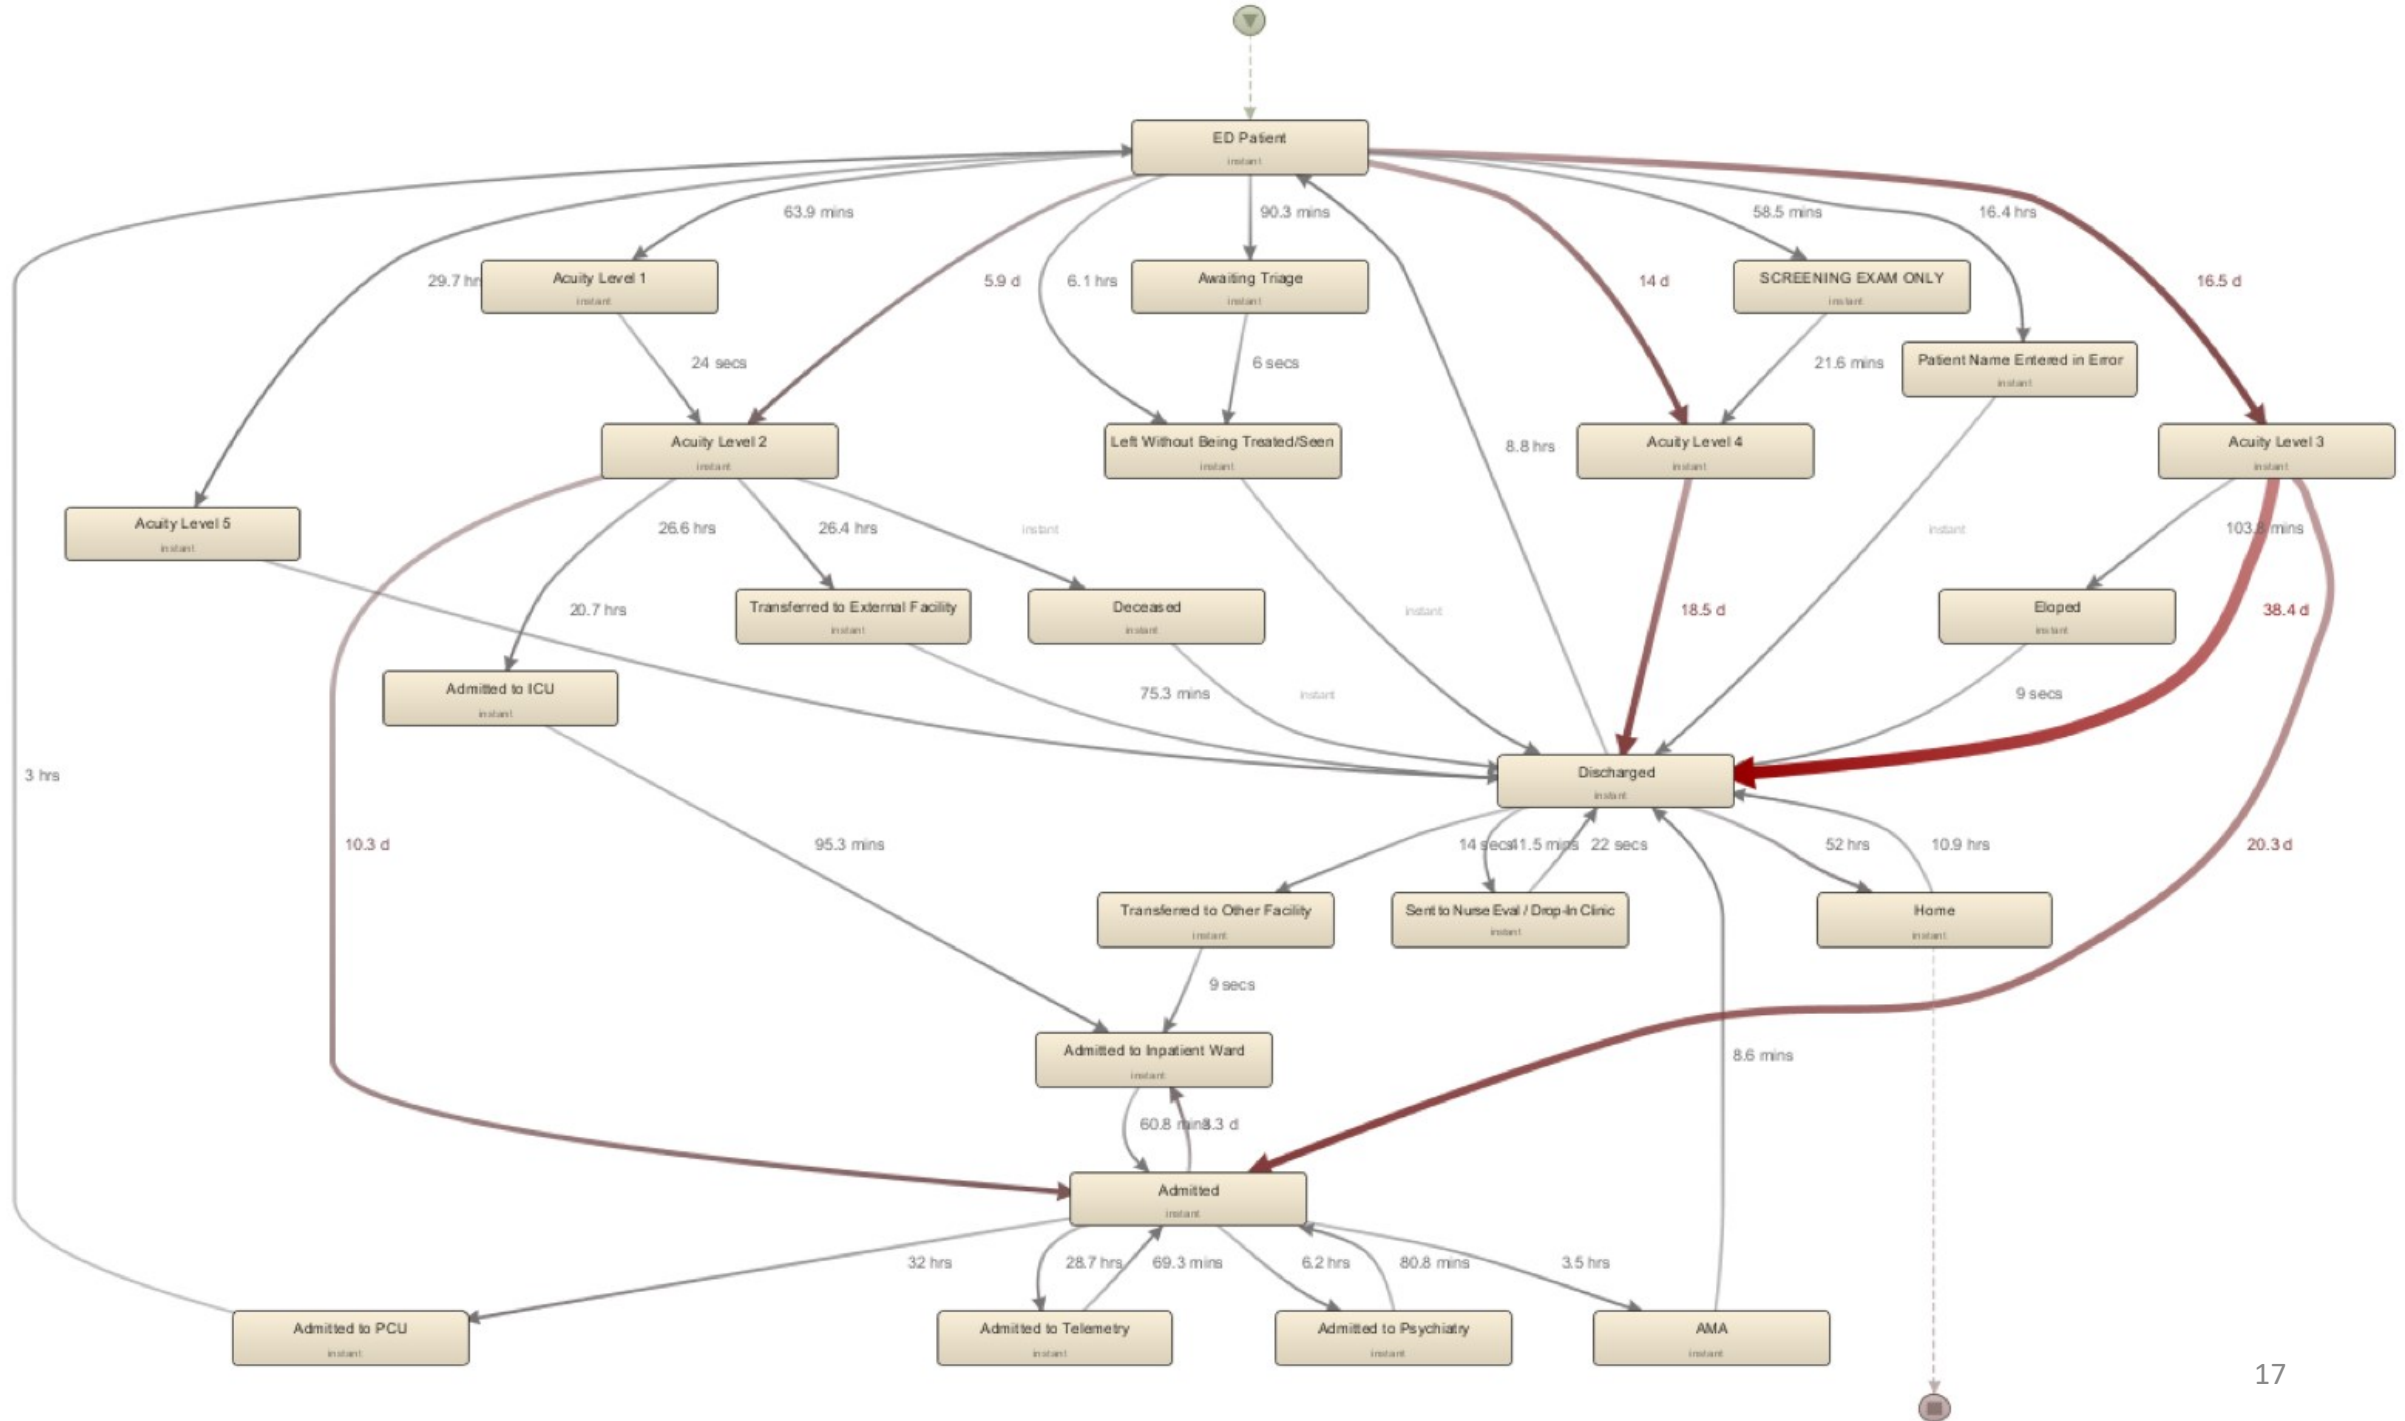 ED Patient
instant
63.9 mins
90.3 mins
58.5 mins
16.4 hrs
29.7 hrs
Acuity Level 1
instant
5.9 d
6.1 hrs
Awaiting Triage
instant
14 d
SCREENING EXAM ONLY
instant
16.5 d
24 secs
6 secs
21.6 mins
Patient Name Entered in Error
instant
Acuity Level 2
instant
Left Without Being Treated/Seen
instant
8.8 hrs
Acuity Level 4
instant
Acuity Level 3
instant
Acuity Level 5
instant
26.6 hrs
26.4 hrs
instant
instant
103.8 mins
20.7 hrs
Transferred to External Facility
instant
Deceased
instant
instant
18.5 d
Eloped
instant
38.4 d
Admitted to ICU
instant
75.3 mins
instant
9 secs
3 hrs
Discharged
instant
10.3 d
95.3 mins
14 secs
41.5 mins
22 secs
52 hrs
10.9 hrs
20.3 d
Transferred to Other Facility
instant
Sent to Nurse Eval / Drop-In Clinic
instant
Home
instant
9 secs
Admitted to Inpatient Ward
instant
8.6 mins
60.8 mins
Admitted
instant
32 hrs
28.7 hrs
69.3 mins
6.2 hrs
80.8 mins
3.5 hrs
Admitted to PCU
instant
Admitted to Telemetry
instant
Admitted to Psychiatry
instant
AMA
instant
17